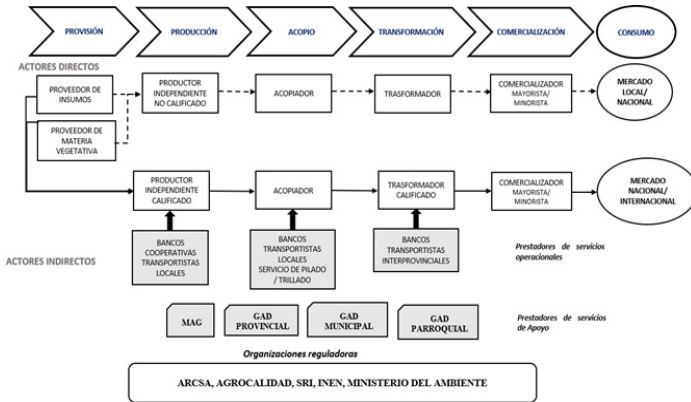 PROVISIÓN
PRODUCCIÓN
ACOPIO
TRANSFORMACIÓN
COMERCIALIZACIÓN
CONSUMO
ACTORES DIRECTOS
PROVEEDOR DE
INSUMOS
PRODUCTOR
INDEPENDIENTE
NO CALIFICADO
ACOPIADOR
TRASFORMADOR
COMERCIALIZADOR
MAYORISTA/
MINORISTA
MERCADO
LOCAL/
NACIONAL
PROVEEDOR DE
MATERIA
VEGETATIVA
PRODUCTOR
INDEPENDIENTE
CALIFICADO
ACOPIADOR
TRASFORMADOR
CALIFICADO
COMERCIALIZADOR
MAYORISTA/
MINORISTA
MERCADO
NACIONAL/
INTERNACIONAL
ACTORES INDIRECTOS
BANCOS
COOPERATIVAS
TRANSPORTISTAS
LOCALES
BANCOS
TRANSPORTISTAS
LOCALES
SERVICIO DE PILADO
/ TRILLADO
BANCOS
TRANSPORTISTAS
INTERPROVINCIALES
Prestadores de servicios
operacionales
MAG
GAD
PROVINCIAL
GAD
MUNICIPAL
GAD
PARROQUIAL
Prestadores de servicios
de Apoyo
Organizaciones reguladoras
ARCSA, AGROCALIDAD, SRI, INEN, MINISTERIO DEL AMBIENTE